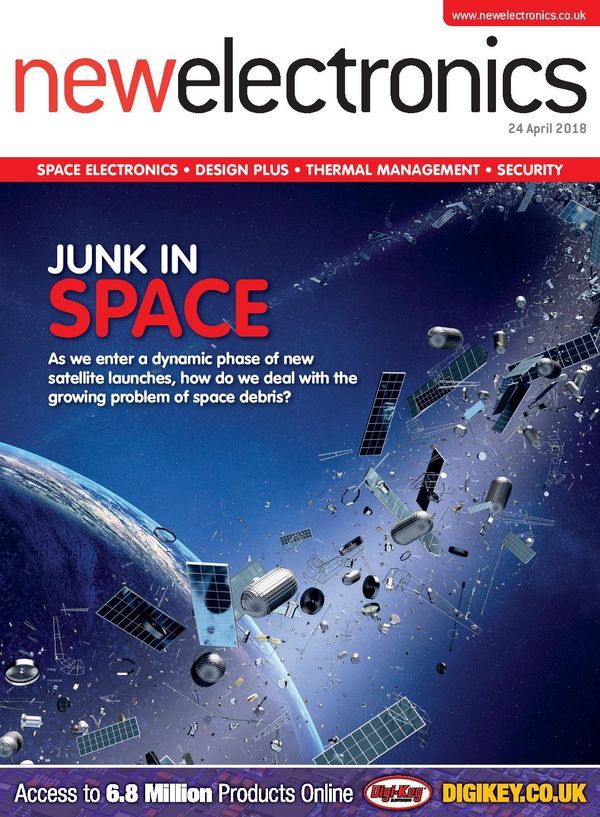 www.newelectronics.co.uk
newelectronics
24 April 2018
SPACE ELECTRONICS • DESIGN PLUS • THERMAL MANAGEMENT • SECURITY
JUNK IN
SPACE
As we enter a dynamic phase of new
satellite launches, how do we deal with the
growing problem of space debris?
Access to 6.8 Million Products Online Digi-Key ELECTRONICS DIGIKEY.CO.UK